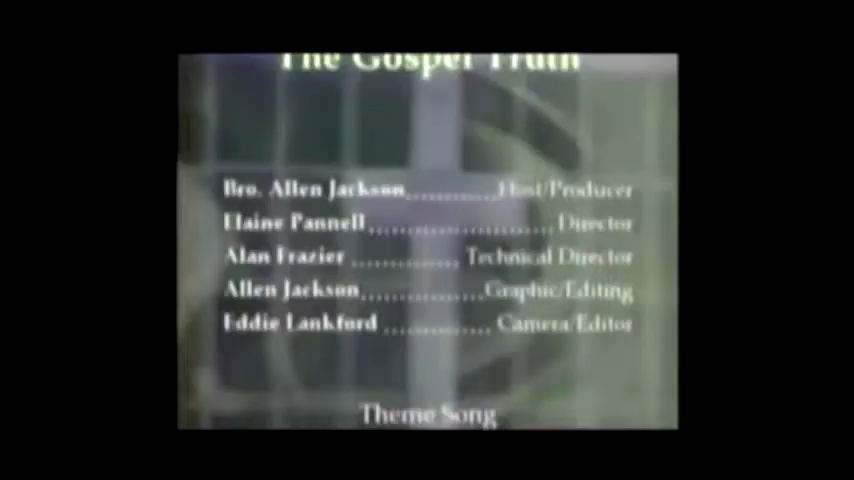 The Gospel Truth
Bro. Allen Jackson............Host/Producer
Elaine Pannell........................ Director
Alan Frazier .............. Technical Director
Allen Jackson................Graphic/Editing
Eddie Lankford .............. Camera/Editor
Theme Song